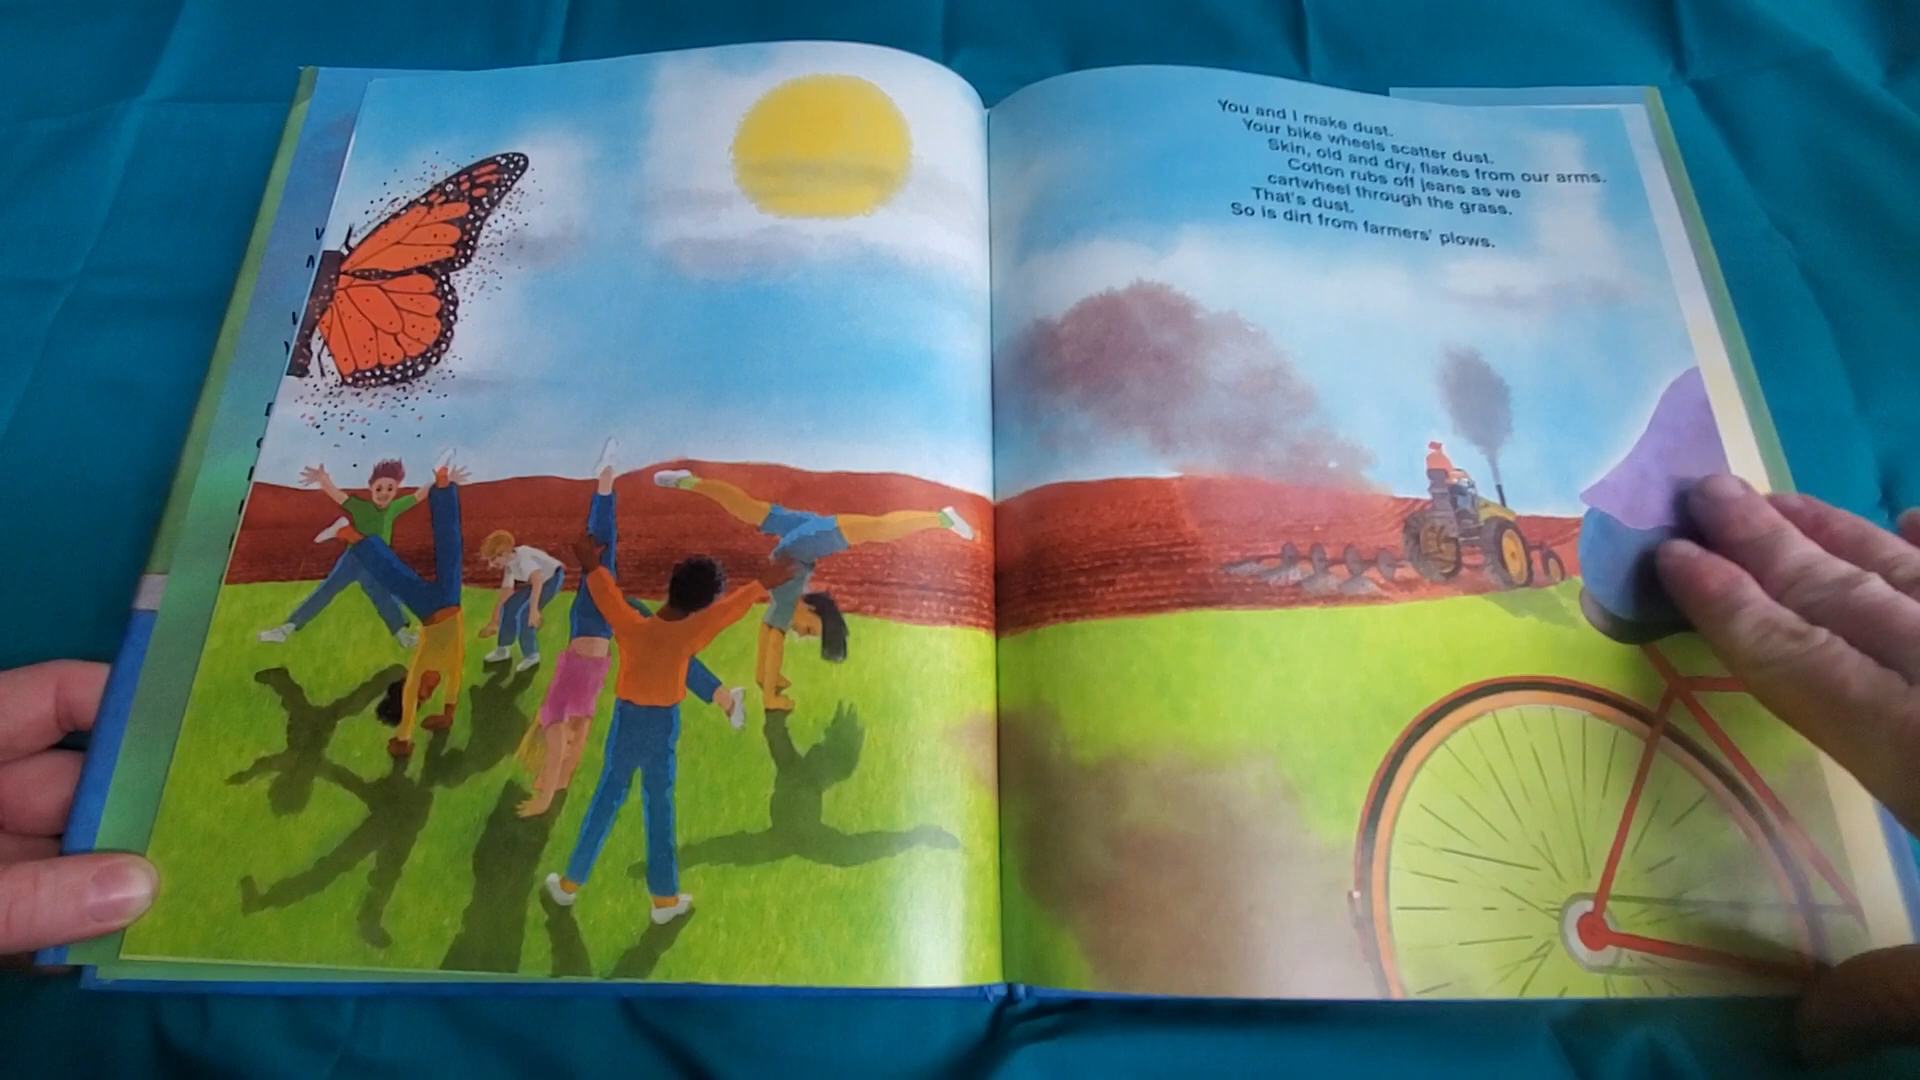 You and I make dust.
Your bike wheels scatter dust.
Skin, old and dry, flakes from our arms.
Cotton rubs off jeans as we
cartwheel through the grass.
That's dust.
So is dirt from farmers' plows.